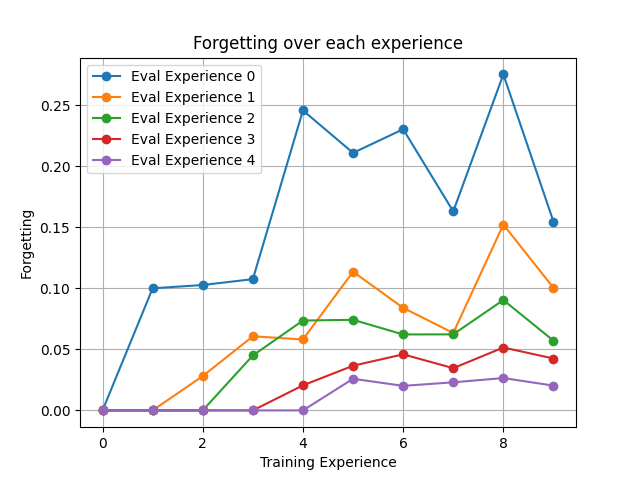 Forgetting over each experience
Eval Experience 0
Eval Experience 1
Eval Experience 2
Eval Experience 3
Eval Experience 4
0.25
0.20
0.15
0.10
0.05
0.00
Forgetting
0 2 4 6 8
Training Experience